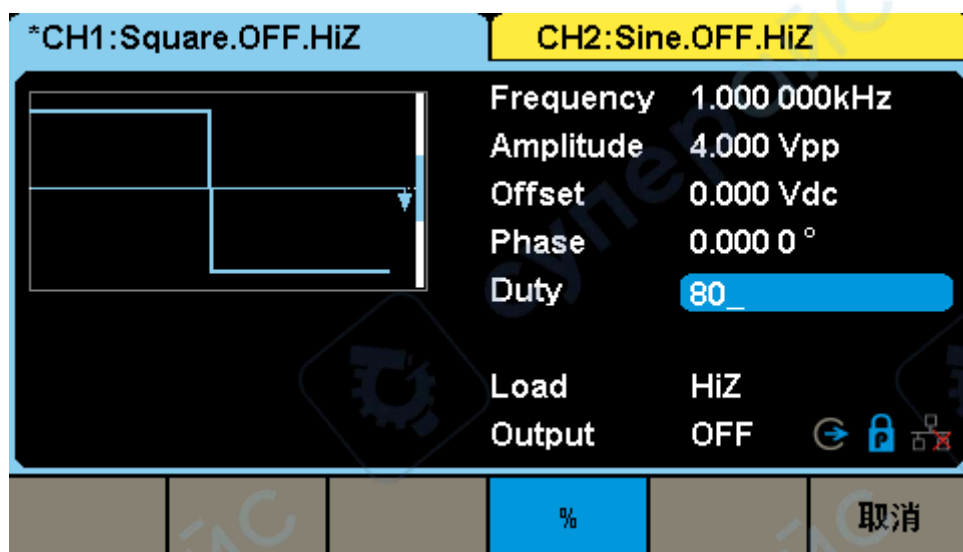 *CH1:Square.OFF.HiZ CH2:Sine.OFF.HiZ
Frequency 1.000 000kHz
Amplitude 4.000 Vpp
Offset 0.000 Vdc
Phase 0.000 0 °
Duty 80_
Load HiZ
Output OFF
% 取消